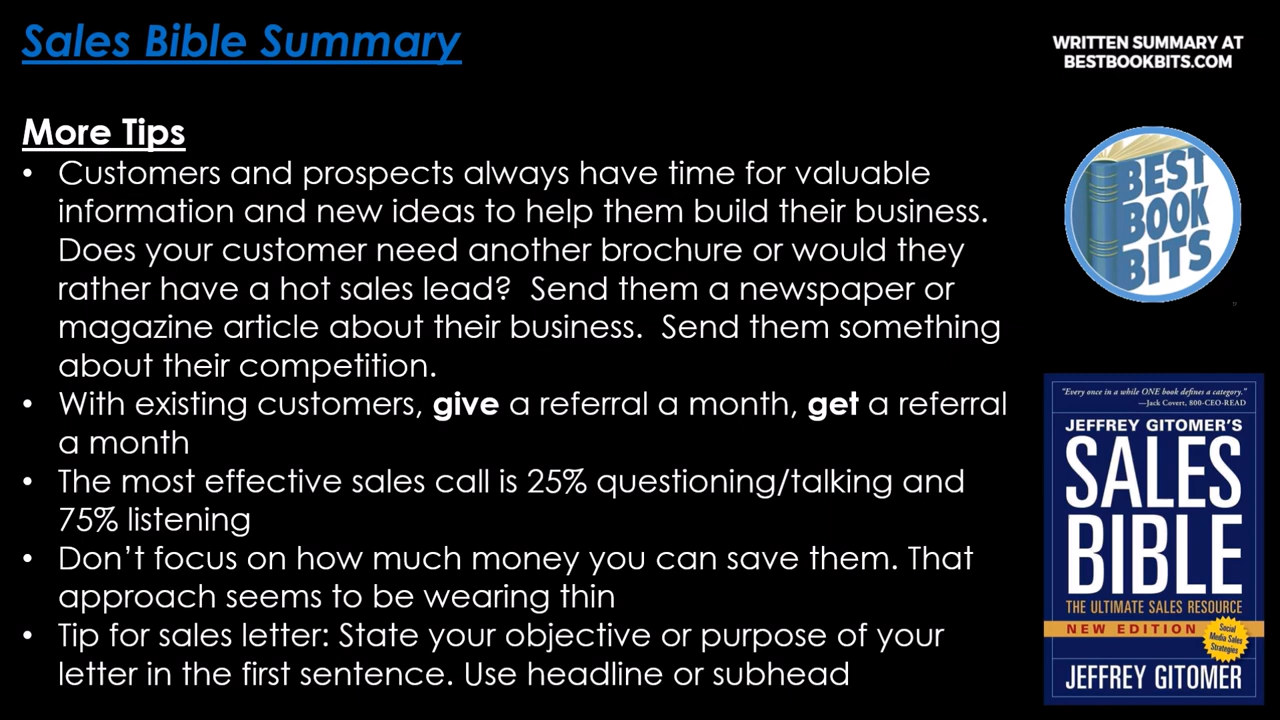 Sales Bible Summary
WRITTEN SUMMARY AT
BESTBOOKBITS.COM
More Tips
• Customers and prospects always have time for valuable
information and new ideas to help them build their business.
Does your customer need another brochure or would they
rather have a hot sales lead?  Send them a newspaper or
magazine article about their business.  Send them something
about their competition.
• With existing customers, give a referral a month, get a referral
a month
• The most effective sales call is 25% questioning/talking and
75% listening
• Don’t focus on how much money you can save them. That
approach seems to be wearing thin
• Tip for sales letter: State your objective or purpose of your
letter in the first sentence. Use headline or subhead
BEST
BOOK
BITS
"Every once in a while ONE book defines a category."
—Jack Covert, 800-CEO-READ
JEFFREY GITOMER'S
SALES
BIBLE
THE ULTIMATE SALES RESOURCE
NEW EDITION
Social
Media Sales
Strategies
JEFFREY GITOMER